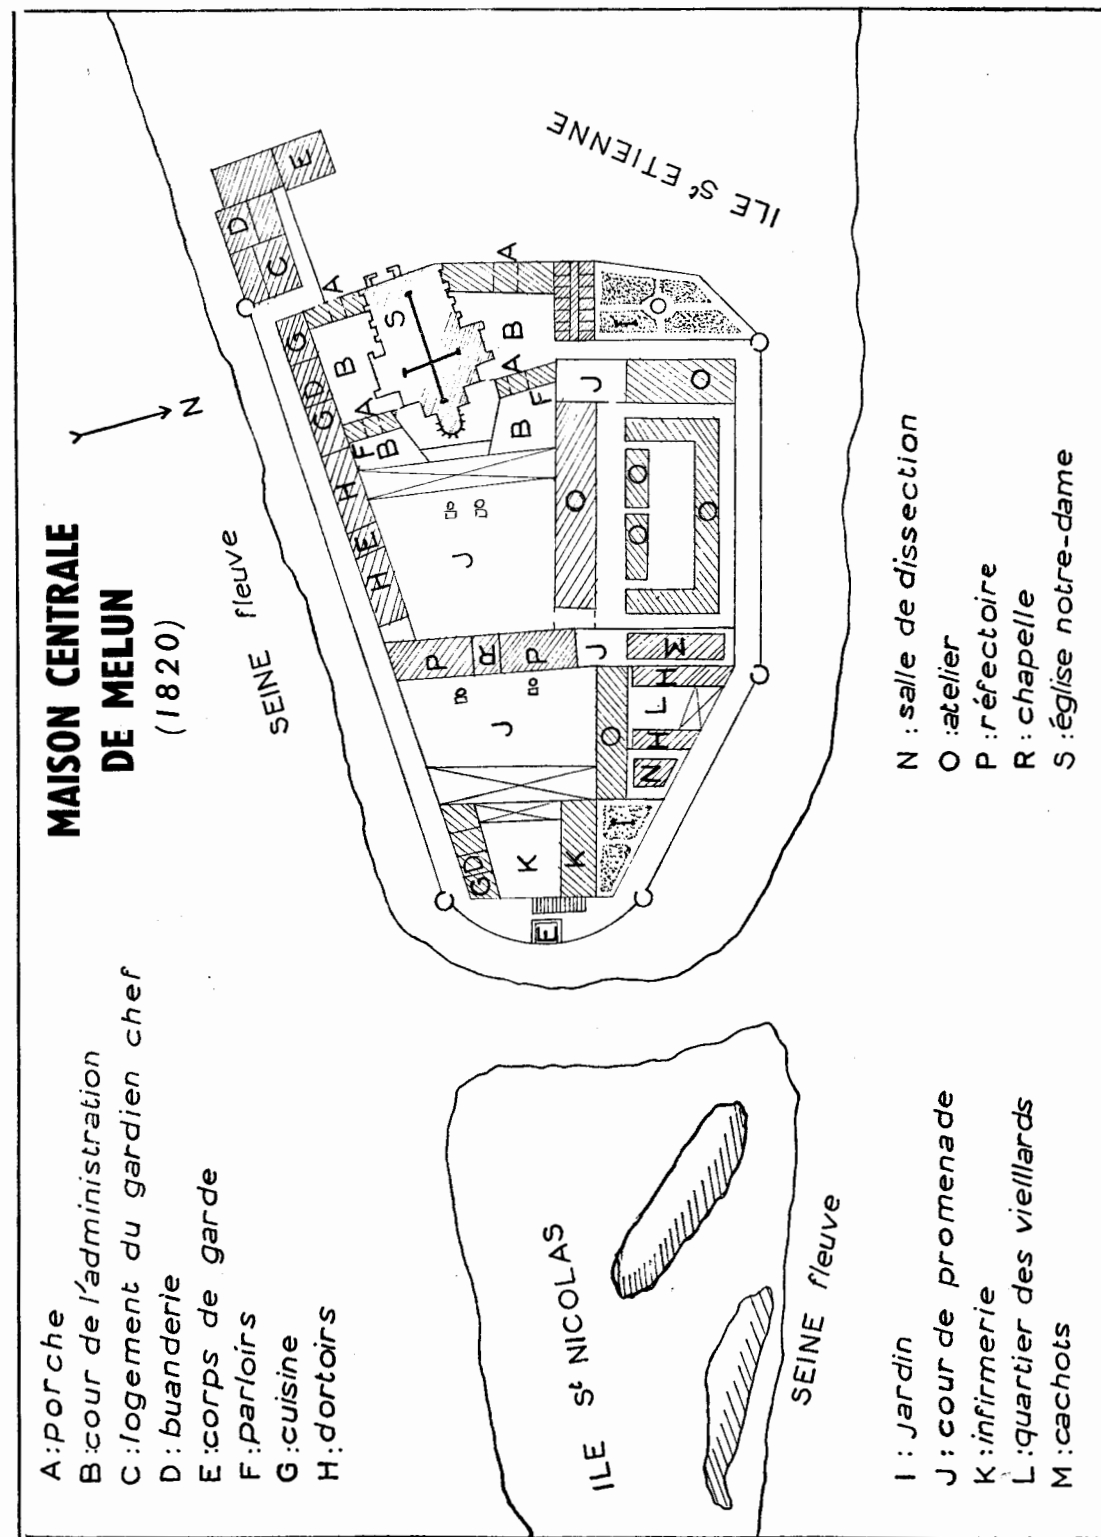 MAISON CENTRALE
DE MELUN
(1820)
A:porche
B:cour de l'administration
C:logement du gardien chef
D:buanderie
E:corps de garde
F:parloirs
G:cuisine
H:dortoirs
I:jardin
J:cour de promenade
K:infirmerie
L:quartier des vieillards
M:cachots
N:salle de dissection
O:atelier
P:réfectoire
R:chapelle
S:église notre-dame
SEINE fleuve
ILE St ETIENNE
ILE St NICOLAS
SEINE fleuve
N
E
D
C
A
A
S
G
B
B
G D
A
A
F
B
B
F
H
E
H
J
J
I
O
O
O
O
O
O
P
R
P
J
J
M
H
L
H
N
O
I
G D
K
K
E